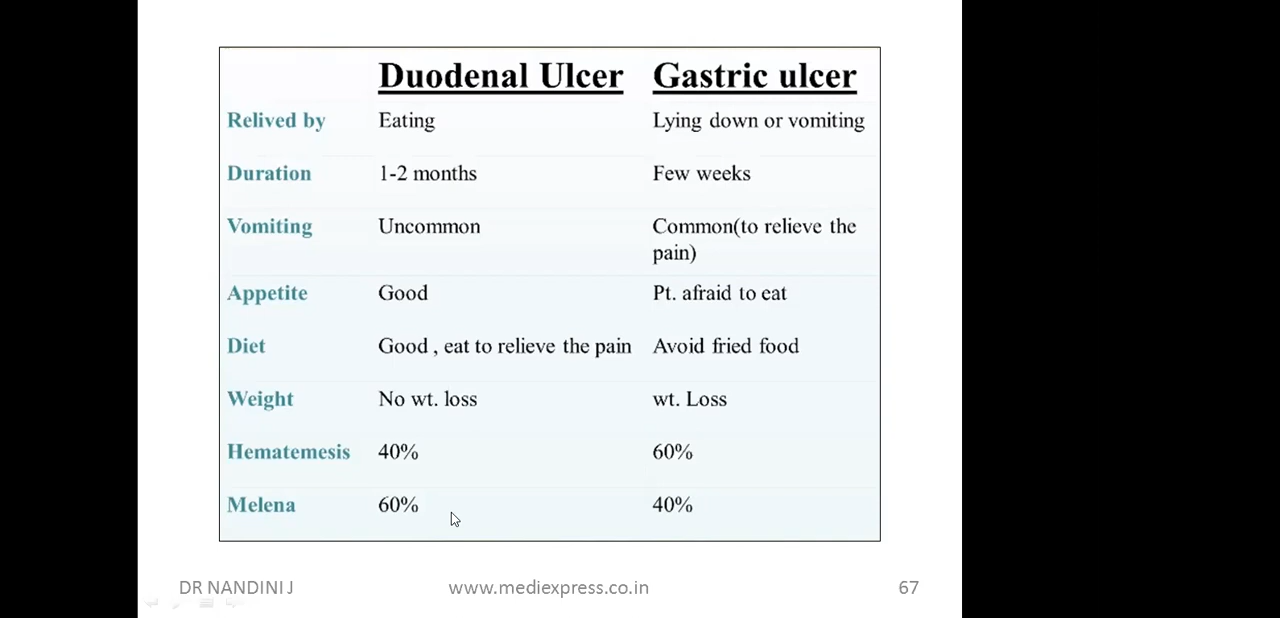 Duodenal Ulcer Gastric ulcer
Relived by Eating Lying down or vomiting
Duration 1-2 months Few weeks
Vomiting Uncommon Common(to relieve the
pain)
Appetite Good Pt. afraid to eat
Diet Good , eat to relieve the pain Avoid fried food
Weight No wt. loss wt. Loss
Hematemesis 40% 60%
Melena 60% 40%
DR NANDINI J www.mediexpress.co.in 67